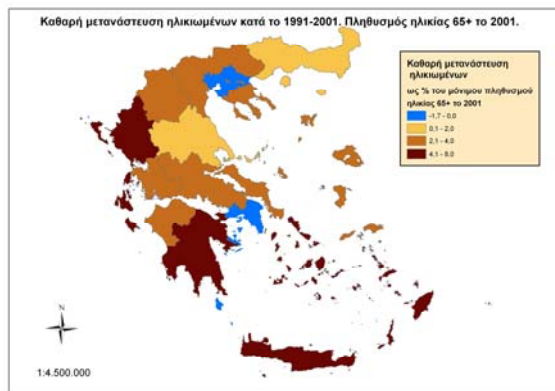 Καθαρή μετανάστευση ηλικιωμένων κατά το 1991-2001. Πληθυσμός ηλικίας 65+ το 2001.
Καθαρή μετανάστευση
ηλικιωμένων
ως % του μόνιμου πληθυσμού
ηλικίας 65+ το 2001
-1,7 - 0,0
0,1 - 2,0
2,1 - 4,0
4,1 - 8,0
N
1:4.500.000